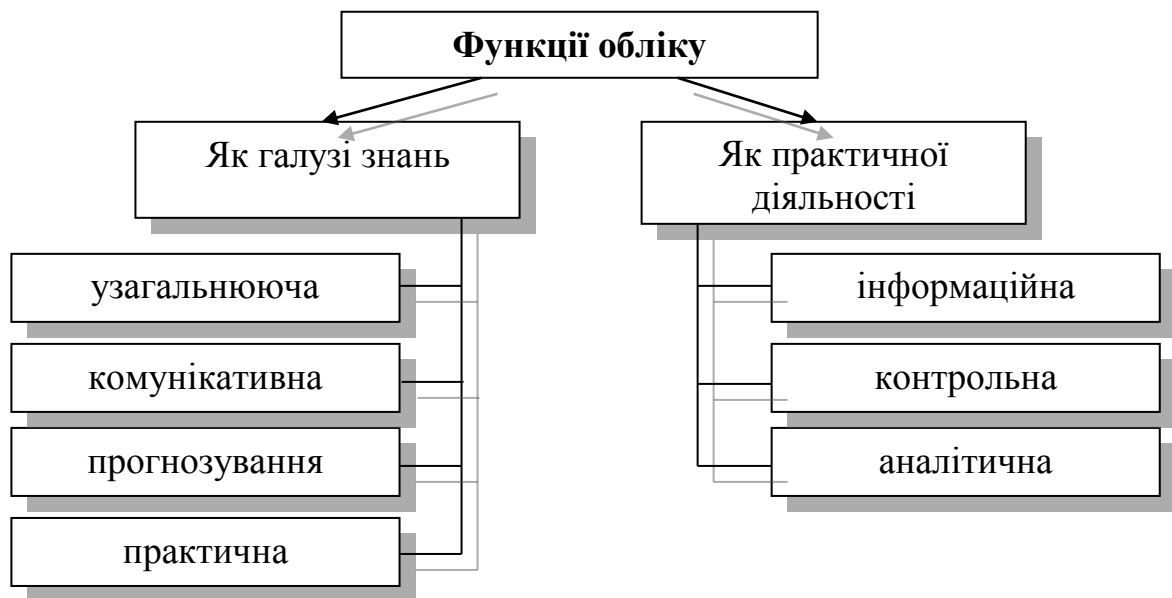 Функції обліку
Як галузі знань
Як практичної
діяльності
узагальнююча
комунікативна
прогнозування
практична
інформаційна
контрольна
аналітична